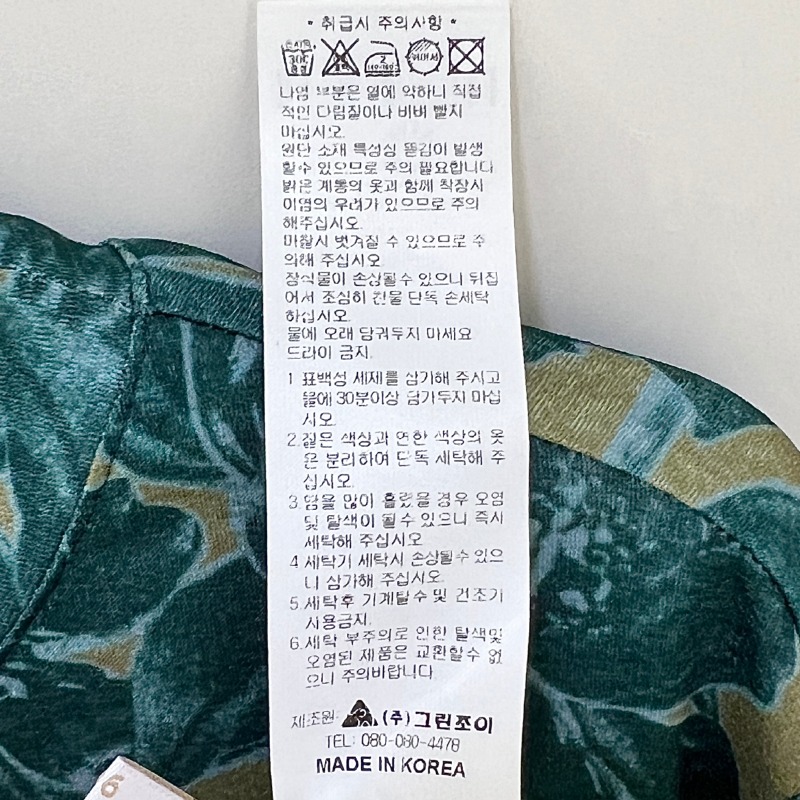 • 취급시 주의사항 •
손세탁
30C
중성
2
140-160
나염 부분은 열에 약하니 직접
적인 다림질이나 비벼 빨지
마십시오.
원단 소재 특성상 뜯김이 발생
할수 있으므로 주의 필요합니다
밝은 계통의 옷과 함께 착장시
이염의 우려가 있으므로 주의
해주십시오.
마찰시 벗겨질 수 있으므로 주
의해 주십시오.
장식물이 손상될수 있으니 뒤집
어서 조심히 찬물 단독 손세탁
하십시오.
물에 오래 담궈두지 마세요
드라이 금지.
1 표백성 세제를 삼가해 주시고
물에 30분이상 담가두지 마십
시오.
2.짙은 색상과 연한 색상의 옷
은 분리하여 단독 세탁해 주
십시오.
3.땀을 많이 흘렸을 경우 오염
및 탈색이 될수 있으니 즉시
세탁해 주십시오
4 세탁기 세탁시 손상될수 있으
니 삼가해 주십시오.
5.세탁후 기계탈수 및 건조기
사용금지.
6.세탁 부주의로 인한 탈색및
오염된 제품은 교환할수 없
으니 주의바랍니다.
제조원: (주)그린조이
TEL: 080-080-4478
MADE IN KOREA
6